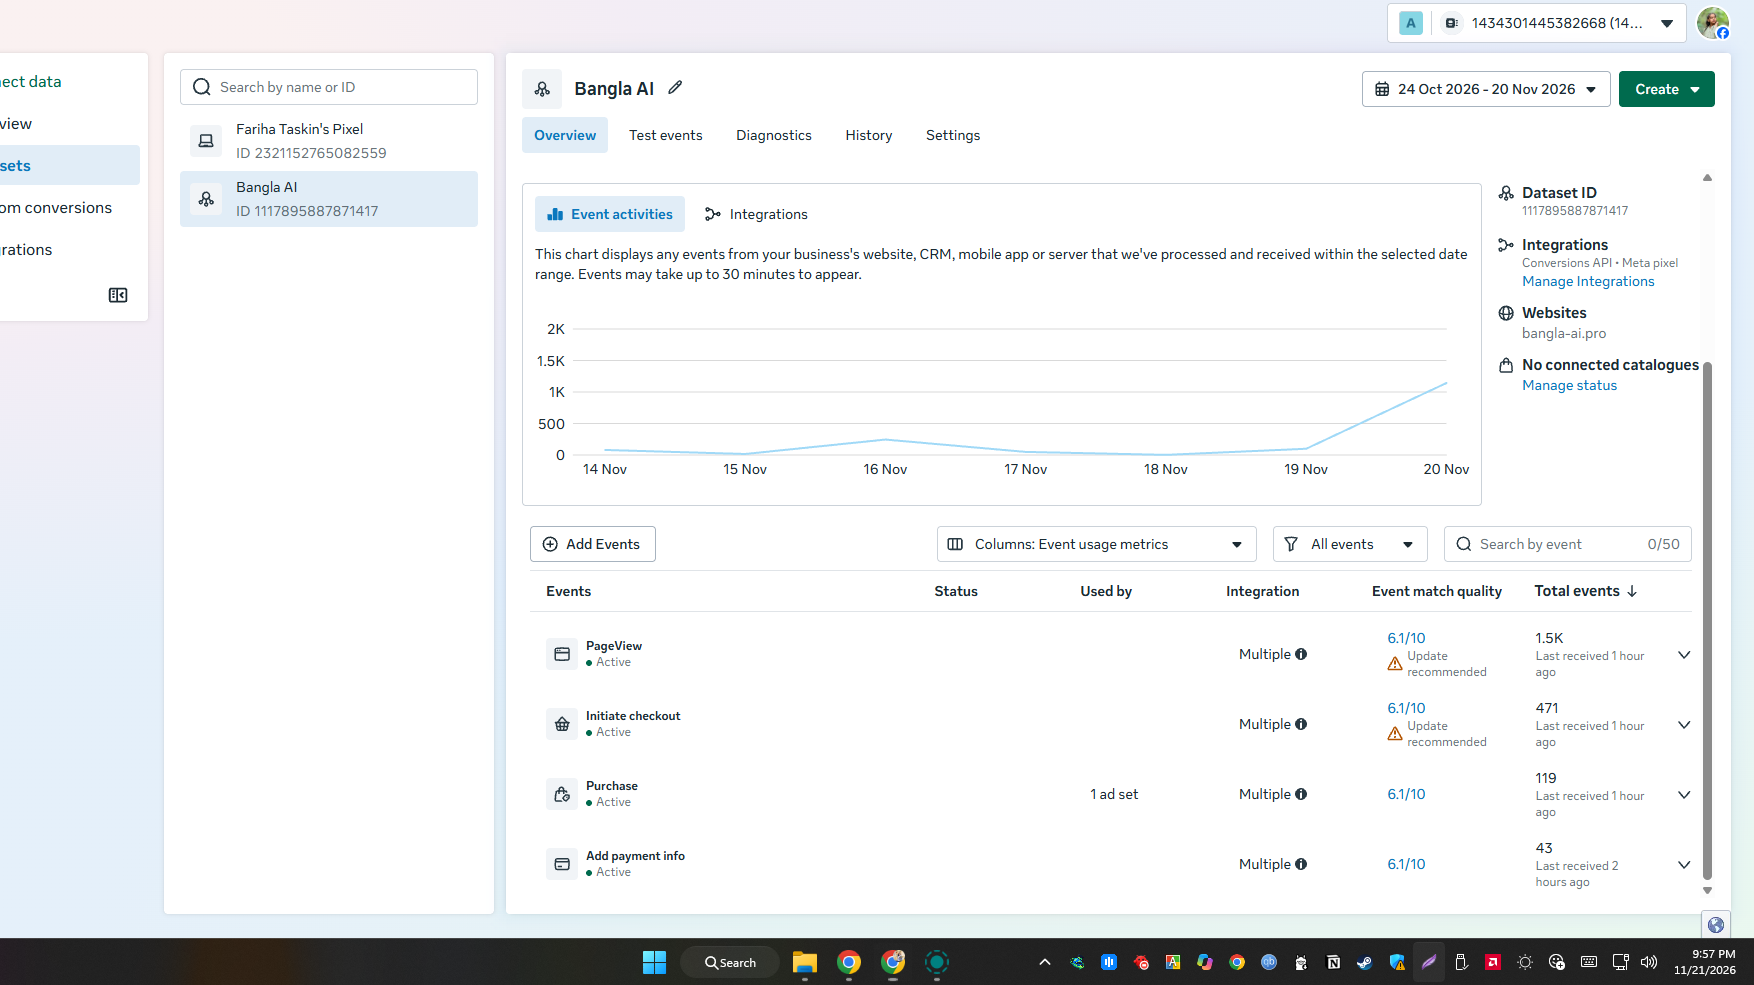 A
1434301445382668 (14...
ect data
view
sets
om conversions
rations
Search by name or ID
Fariha Taskin's Pixel
ID 2321152765082559
Bangla AI
ID 1117895887871417
Bangla AI
24 Oct 2026 - 20 Nov 2026
Create
Overview
Test events
Diagnostics
History
Settings
Event activities
Integrations
This chart displays any events from your business's website, CRM, mobile app or server that we've processed and received within the selected date
range. Events may take up to 30 minutes to appear.
2K
1.5K
1K
500
0
14 Nov
15 Nov
16 Nov
17 Nov
18 Nov
19 Nov
20 Nov
Dataset ID
1117895887871417
Integrations
Conversions API • Meta pixel
Manage Integrations
Websites
bangla-ai.pro
No connected catalogues
Manage status
Add Events
Columns: Event usage metrics
All events
Search by event
0/50
Events
Status
Used by
Integration
Event match quality
Total events
PageView
Active
Multiple
6.1/10
Update
recommended
1.5K
Last received 1 hour
ago
Initiate checkout
Active
Multiple
6.1/10
Update
recommended
471
Last received 1 hour
ago
Purchase
Active
1 ad set
Multiple
6.1/10
119
Last received 1 hour
ago
Add payment info
Active
Multiple
6.1/10
43
Last received 2
hours ago
Search
9:57 PM
11/21/2026